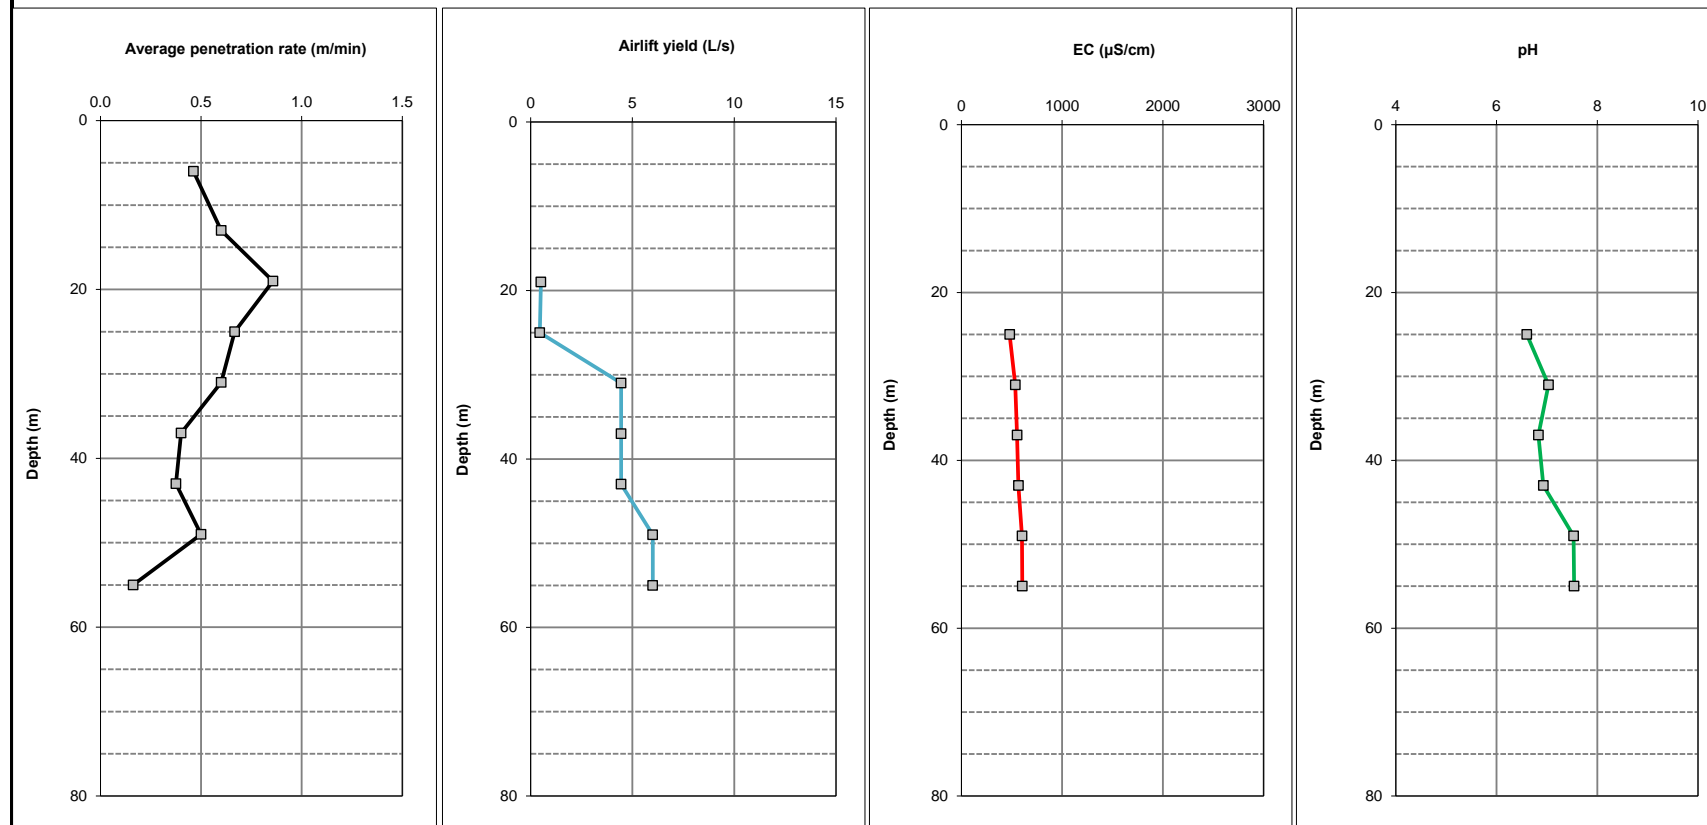 Average penetration rate (m/min)
0.0 0.5 1.0 1.5
0
20
40
60
80
Depth (m)
Airlift yield (L/s)
0 5 10 15
0
20
40
60
80
Depth (m)
EC (µS/cm)
0 1000 2000 3000
0
20
40
60
80
Depth (m)
pH
4 6 8 10
0
20
40
60
80
Depth (m)